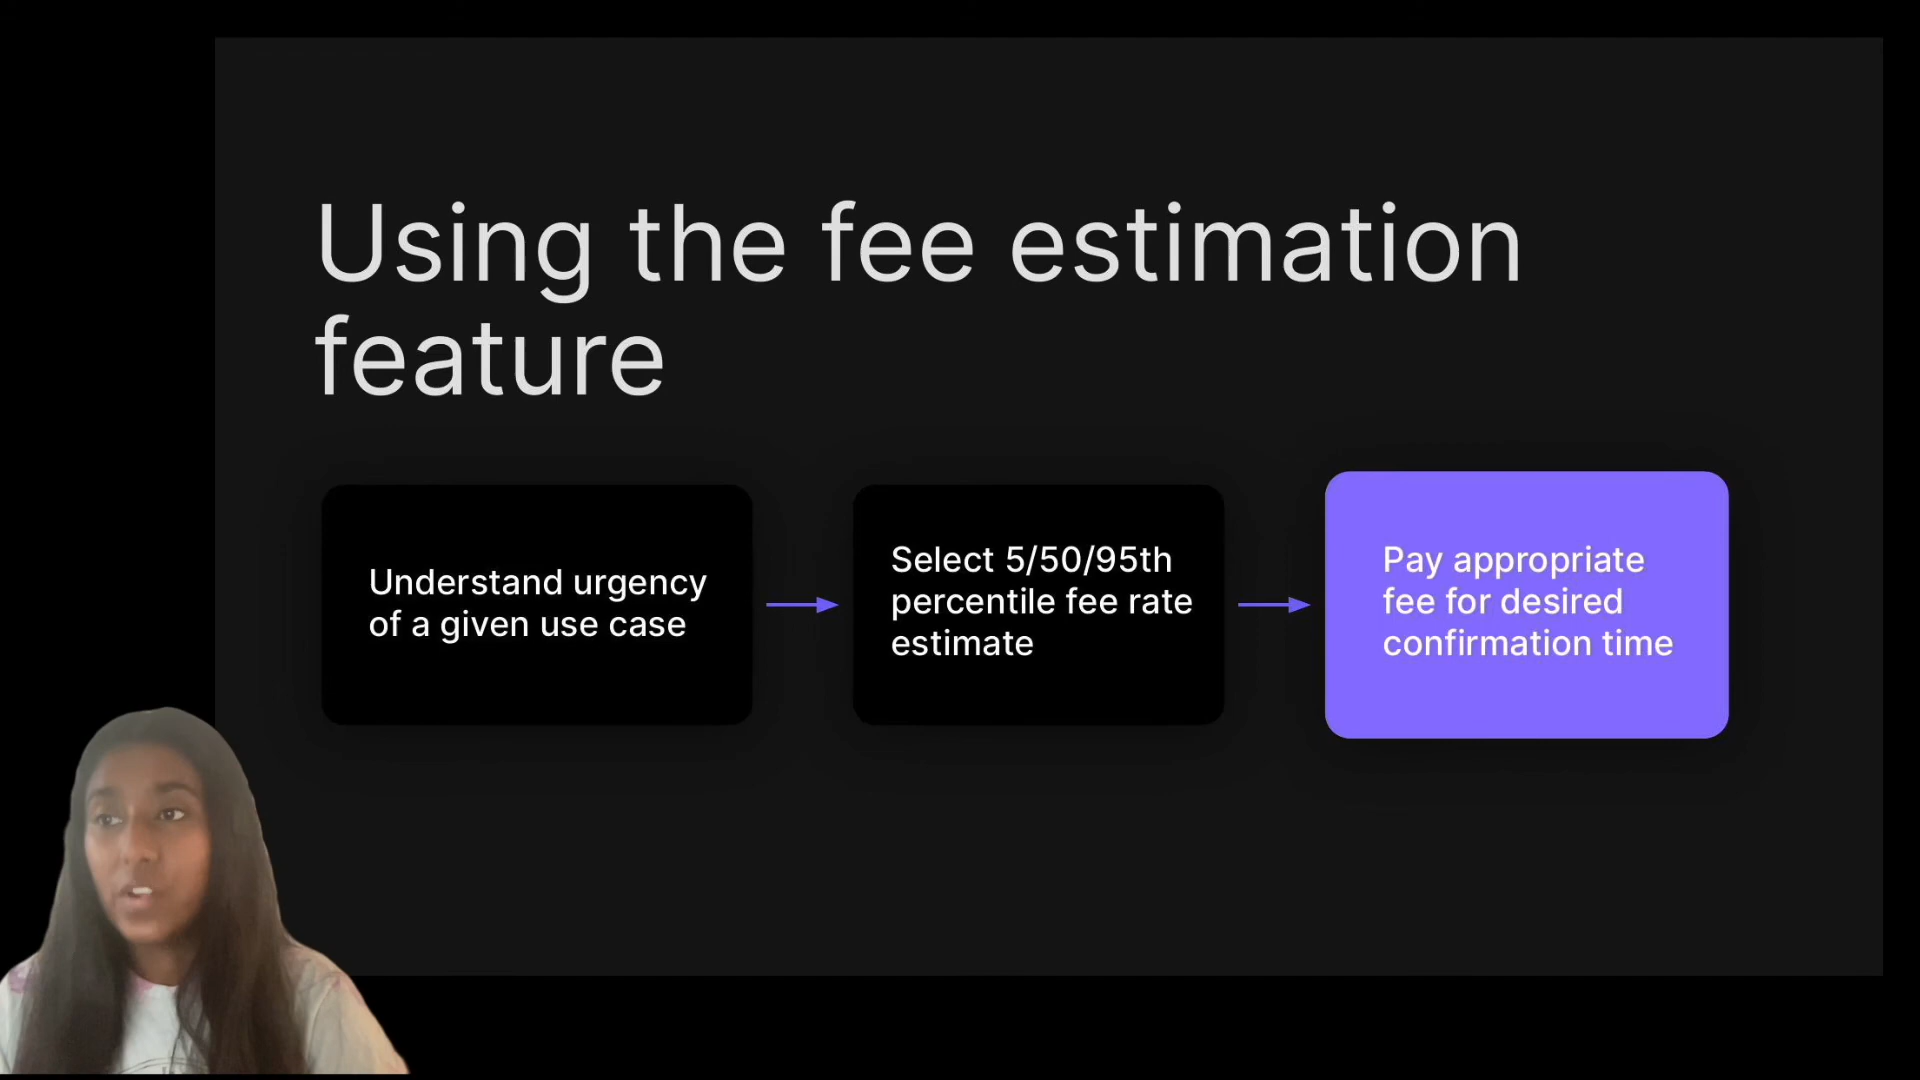 Using the fee estimation
feature
Understand urgency
of a given use case
Select 5/50/95th
percentile fee rate
estimate
Pay appropriate
fee for desired
confirmation time